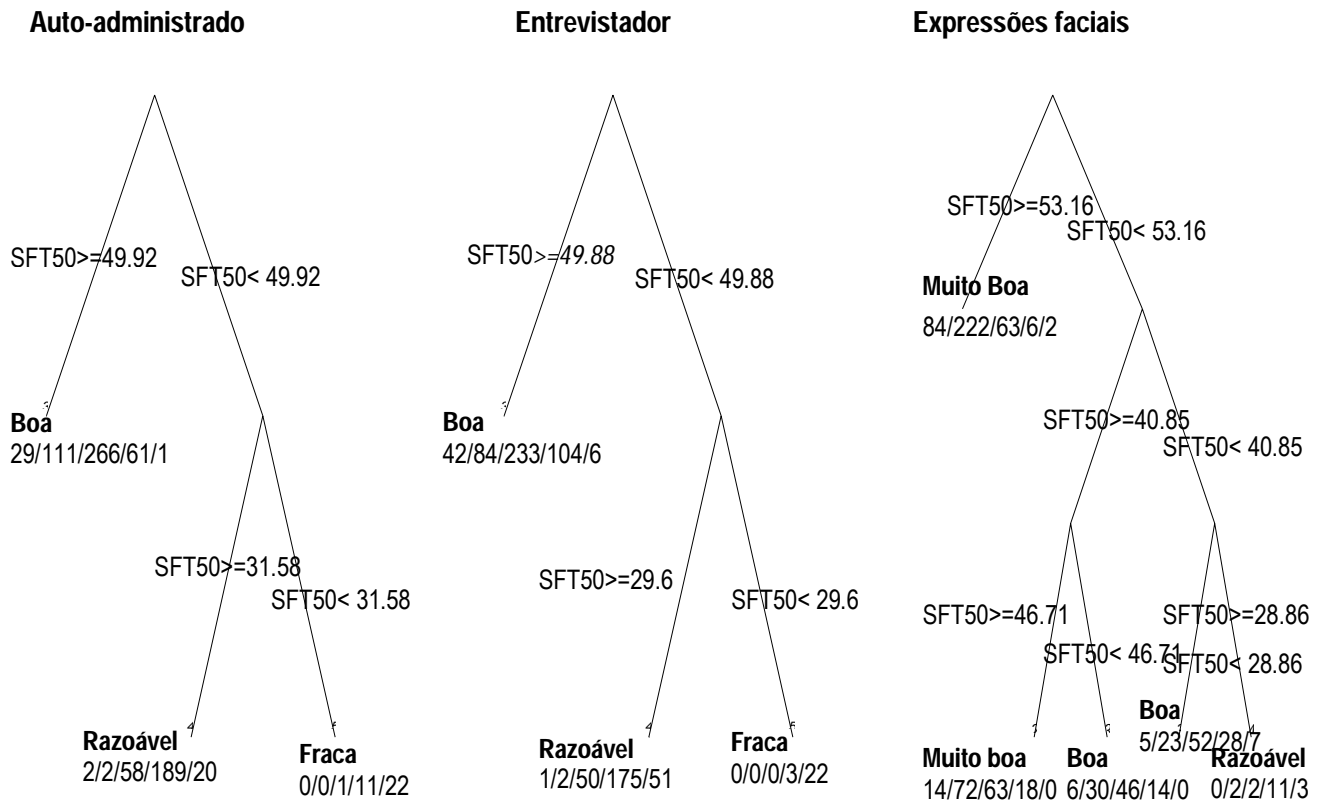 Auto-administrado
SFT50>=49.92
SFT50< 49.92
Boa
29/111/266/61/1
SFT50>=31.58
SFT50< 31.58
Razoável
2/2/58/189/20
Fraca
0/0/1/11/22
Entrevistador
SFT50>=49.88
SFT50< 49.88
Boa
42/84/233/104/6
SFT50>=29.6
SFT50< 29.6
Razoável
1/2/50/175/51
Fraca
0/0/0/3/22
Expressões faciais
SFT50>=53.16
SFT50< 53.16
Muito Boa
84/222/63/6/2
SFT50>=40.85
SFT50< 40.85
SFT50>=46.71
SFT50< 46.71
SFT50>=28.86
SFT50< 28.86
Muito boa
14/72/63/18/0
Boa
6/30/46/14/0
Boa
5/23/52/28/7
Razoável
0/2/2/11/3